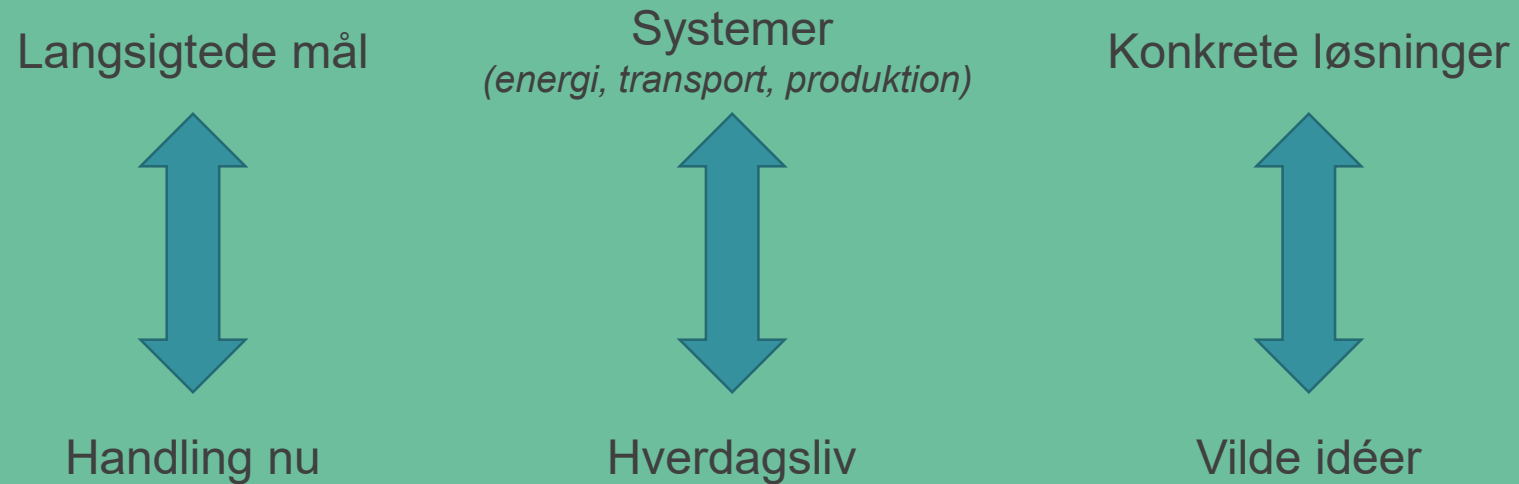 Langsigtede mål
Systemer
(energi, transport, produktion)
Konkrete løsninger
Handling nu
Hverdagsliv
Vilde idéer